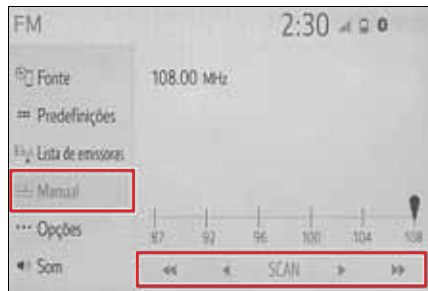 FM 2:30
Fonte
108.00 MHz
Predefinições
Lista de emissoras
Manual
Opções
87 92 96 100 104 108
Som
SCAN